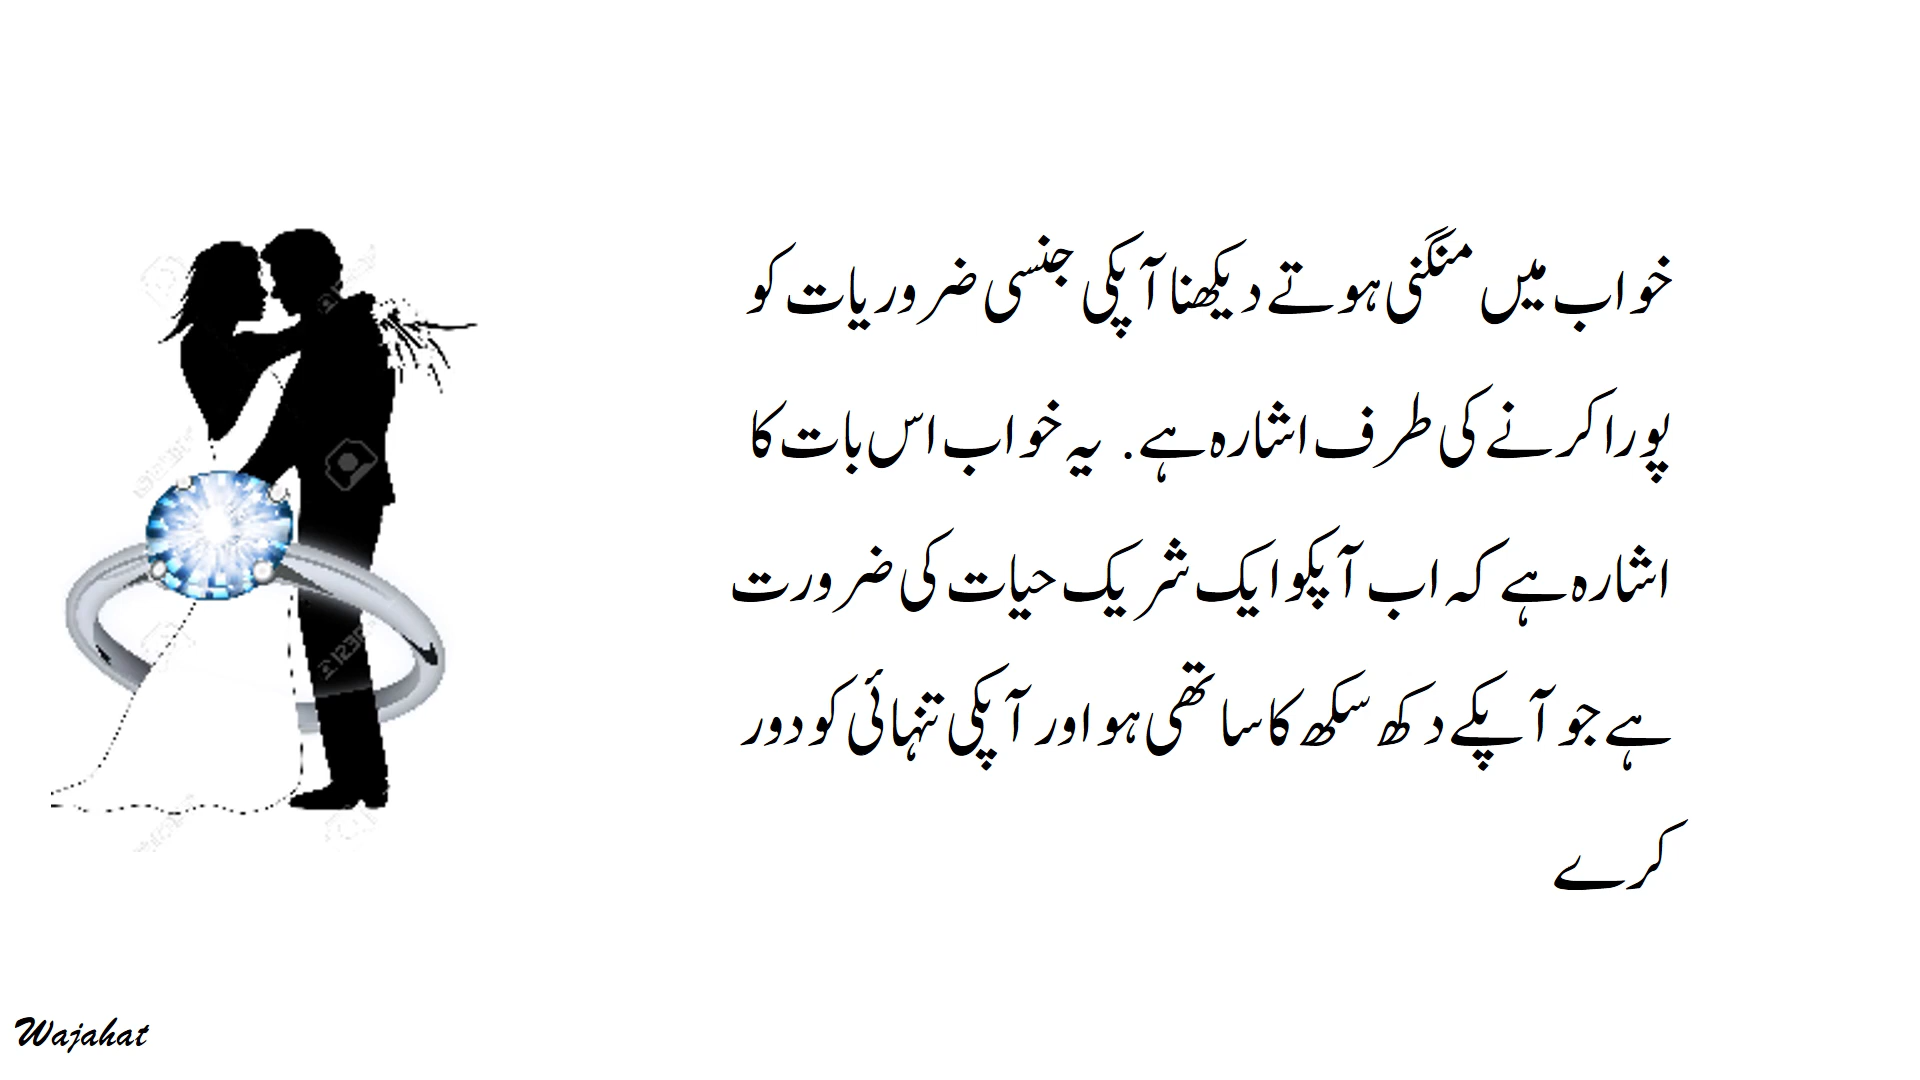 خواب میں منگنی ہوتے دیکھنا آپکی جنسی ضروریات کو
پورا کرنے کی طرف اشارہ ہے. یہ خواب اس بات کا
اشارہ ہے کہ اب آپکو ایک شریک حیات کی ضرورت
ہے جو آپکے دکھ سکھ کا ساتھی ہو اور آپکی تنہائی کو دور
کرے
Wajahat